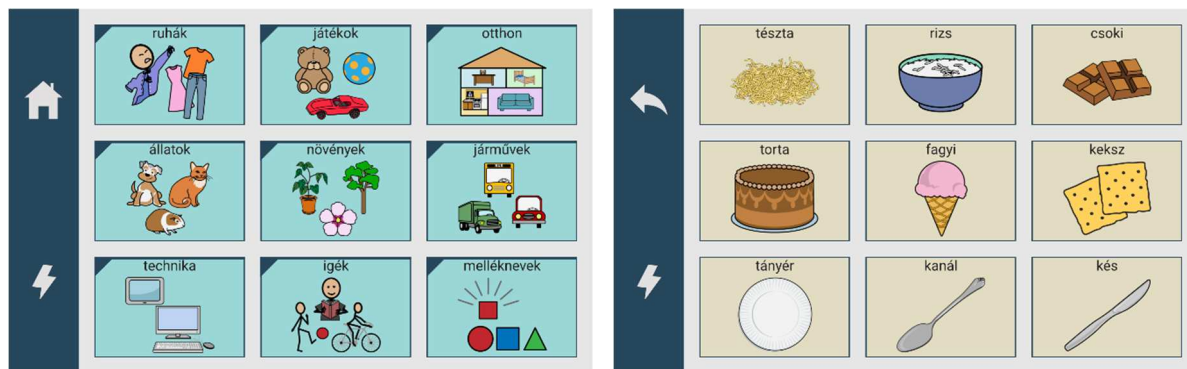 ruhák
játékok
otthon
állatok
növények
járművek
technika
igék
melléknevek
tészta
rizs
csoki
torta
fagyi
keksz
tányér
kanál
kés